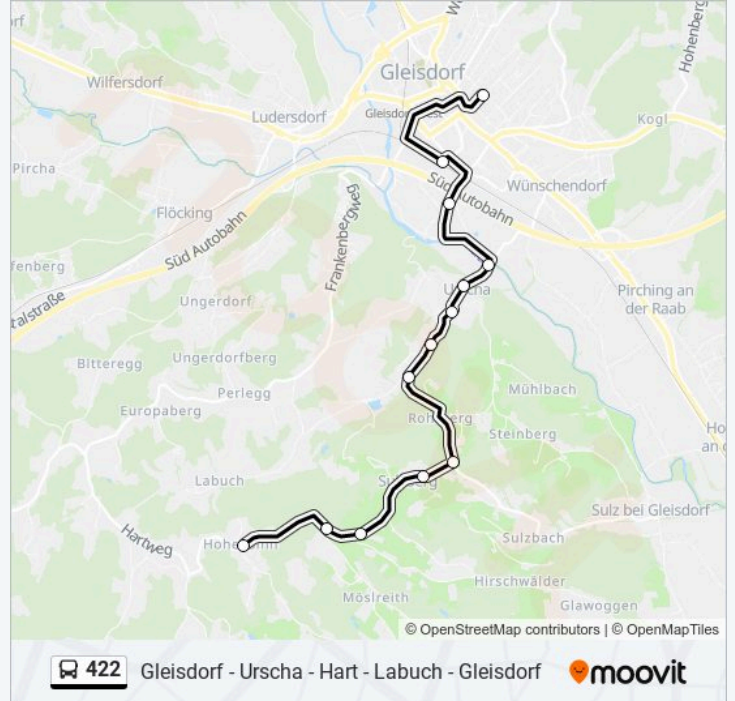 Hohenberg
Wilfersdorf
Gleisdorf
Ludersdorf
Kogl
Pircha
Wünschendorf
Süd Autobahn
Flöcking
Frankenbergweg
Süd Autobahn
fenberg
talstraße
Ungerdorf
Pirching an
der Raab
Bitteregg
Ungerdorfberg
Perlegg
Mühlbach
Europaberg
Steinberg
Labuch
Sulz bei Gleisdorf
Hartweg
Sulzbach
Hirschwälder
Möslreith
Glawoggen
© OpenStreetMap contributors | © OpenMapTiles
422 Gleisdorf - Urscha - Hart - Labuch - Gleisdorf moovit